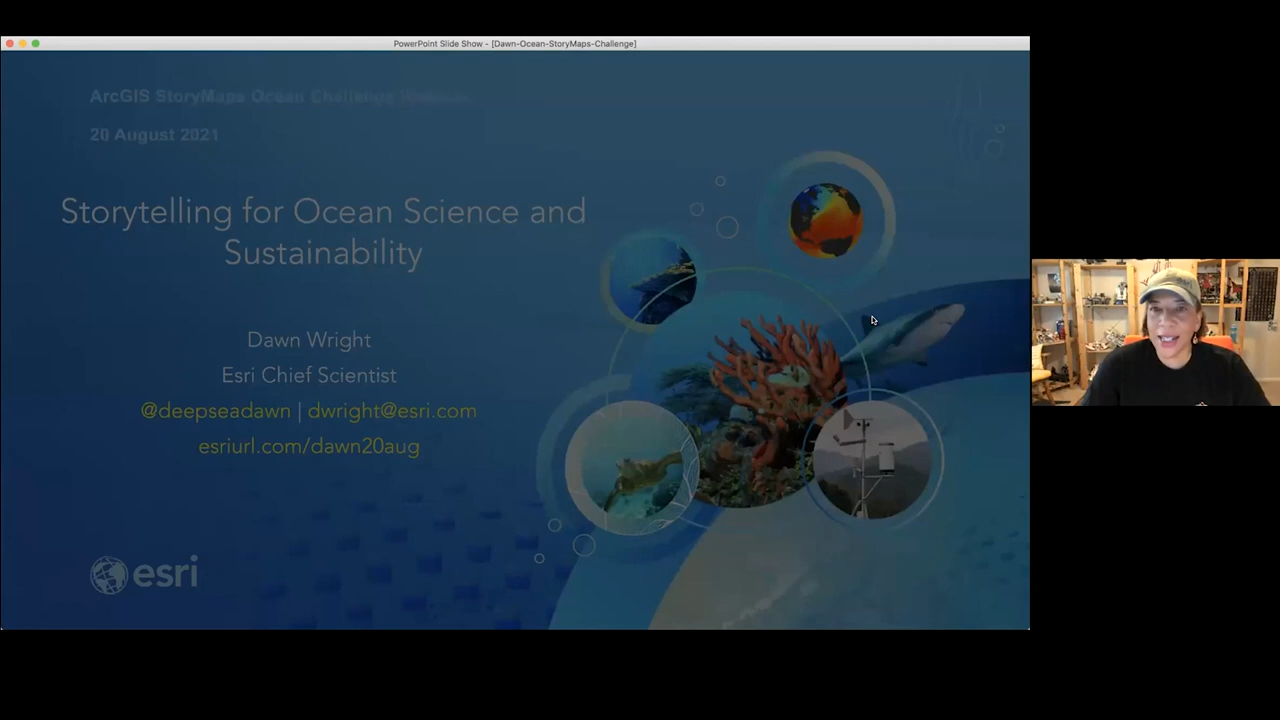 PowerPoint Slide Show - [Dawn-Ocean-StoryMaps-Challenge]
ArcGIS StoryMaps Ocean Challenge
20 August 2021
Storytelling for Ocean Science and
Sustainability
Dawn Wright
Esri Chief Scientist
@deepseadawn | dwright@esri.com
esriurl.com/dawn20aug
esri